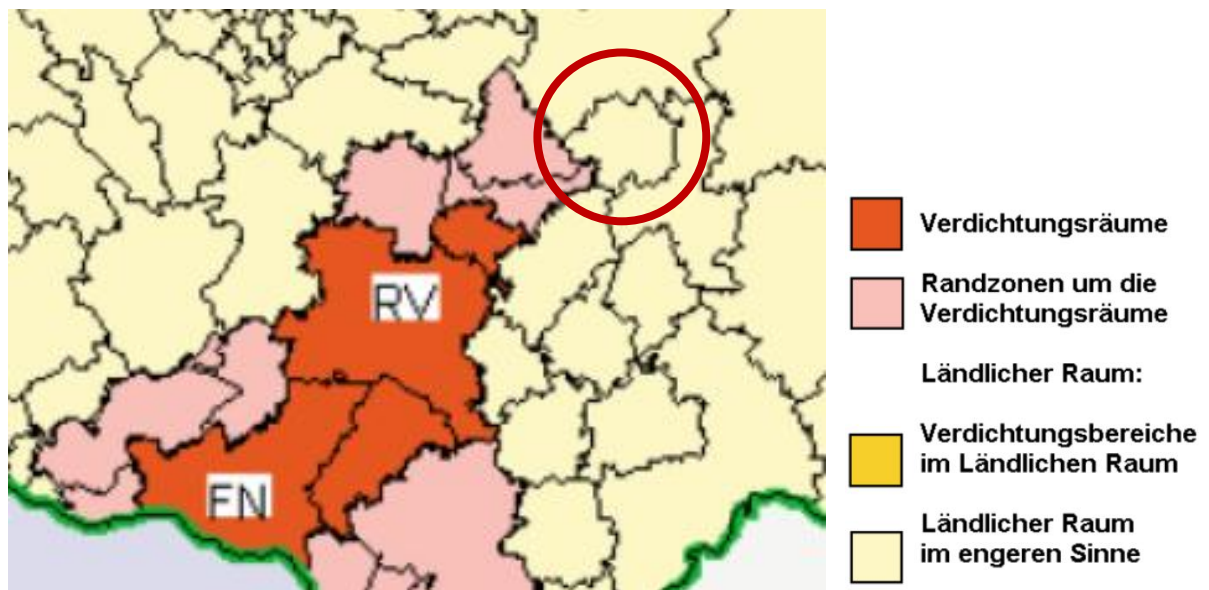 RV
FN
Verdichtungsräume
Randzonen um die
Verdichtungsräume
Ländlicher Raum:
Verdichtungsbereiche
im Ländlichen Raum
Ländlicher Raum
im engeren Sinne